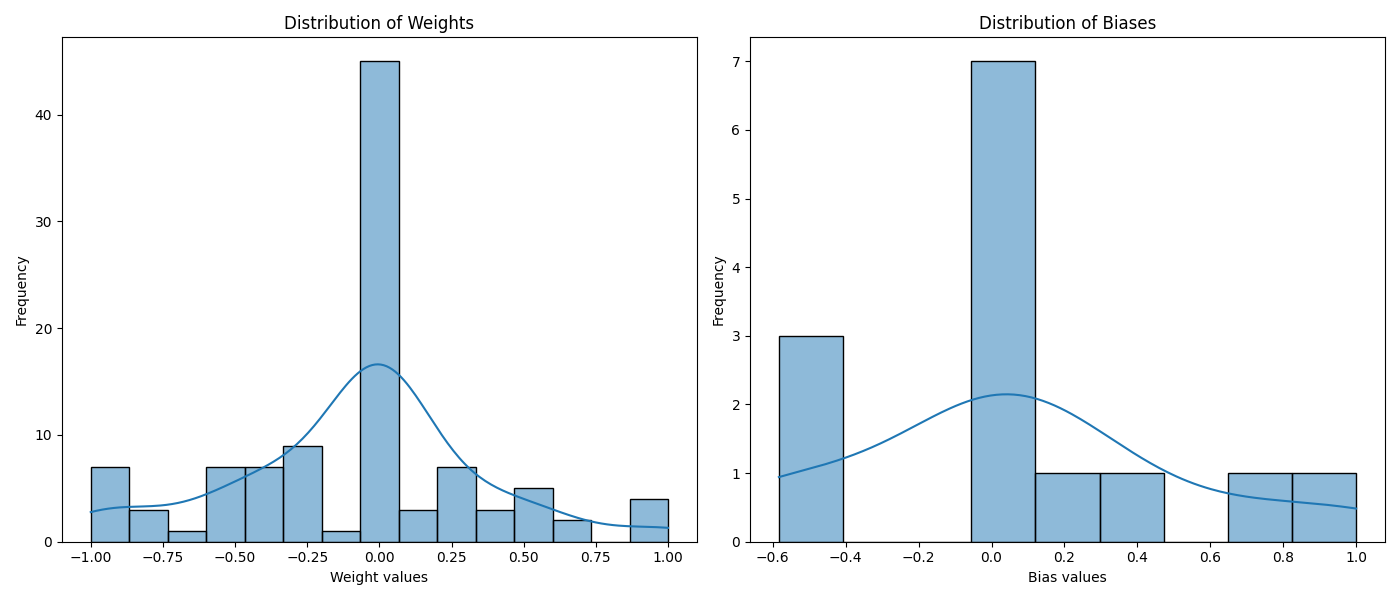 Distribution of Weights
Frequency
40
30
20
10
0
−1.00 −0.75 −0.50 −0.25 0.00 0.25 0.50 0.75 1.00
Weight values
Distribution of Biases
Frequency
7
6
5
4
3
2
1
0
−0.6 −0.4 −0.2 0.0 0.2 0.4 0.6 0.8 1.0
Bias values